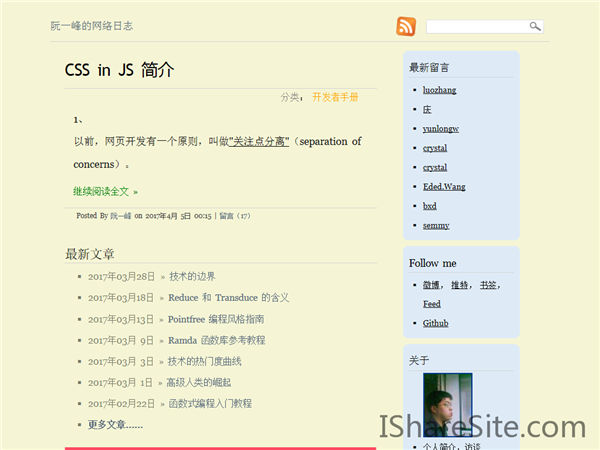 阮一峰的网络日志
CSS in JS 简介
分类： 开发者手册
1、
以前，网页开发有一个原则，叫做"关注点分离"（separation of
concerns）。
继续阅读全文 »
Posted By 阮一峰 on 2017年4月 5日 00:15 | 留言（17）
最新文章
2017年03月28日 » 技术的边界
2017年03月18日 » Reduce 和 Transduce 的含义
2017年03月13日 » Pointfree 编程风格指南
2017年03月 9日 » Ramda 函数库参考教程
2017年03月 3日 » 技术的热门度曲线
2017年03月 1日 » 高级人类的崛起
2017年02月22日 » 函数式编程入门教程
更多文章……
最新留言
luozhang
庄
yunlongw
crystal
crystal
Eded.Wang
bxd
semmy
Follow me
微博， 推特， 书签，
Feed
Github
关于
IShareSite.com
个人简介，访谈